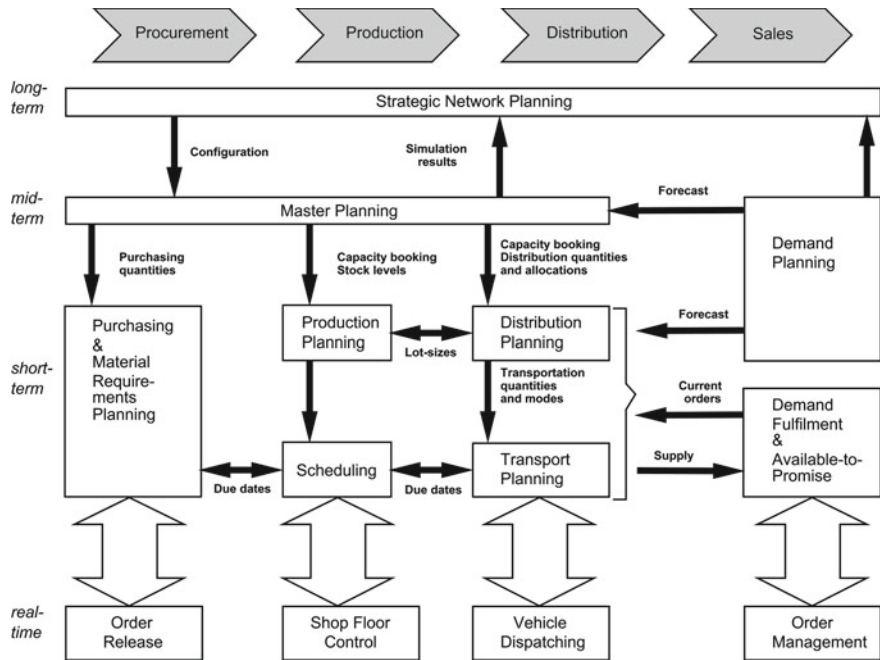 Procurement
Production
Distribution
Sales
long-
term
Strategic Network Planning
Configuration
Simulation
results
mid-
term
Master Planning
Forecast
Demand
Planning
Purchasing
quantities
Capacity booking
Stock levels
Capacity booking
Distribution quantities
and allocations
short-
term
Purchasing
&
Material
Require-
ments
Planning
Production
Planning
Lot-sizes
Distribution
Planning
Forecast
Transportation
quantities
and modes
Current
orders
Demand
Fulfilment
&
Available-to-
Promise
Due dates
Scheduling
Due dates
Transport
Planning
Supply
real-
time
Order
Release
Shop Floor
Control
Vehicle
Dispatching
Order
Management